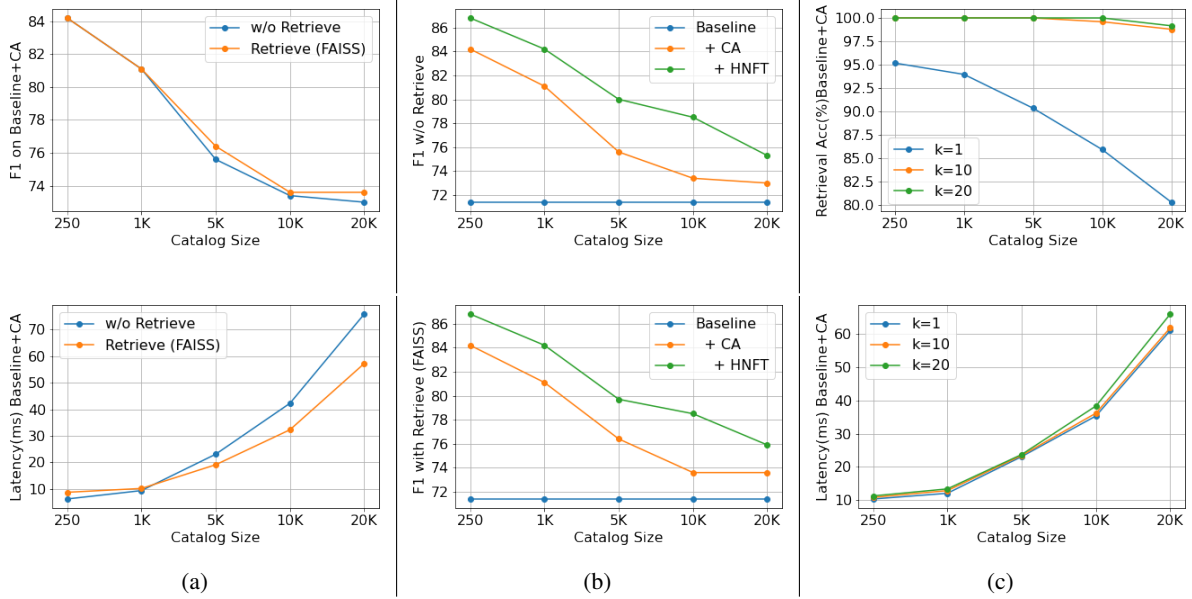 F1 on Baseline+CA
84
82
80
78
76
74
w/o Retrieve
Retrieve (FAISS)
250 1K 5K 10K 20K
Catalog Size
F1 w/o Retrieve
86
84
82
80
78
76
74
72
Baseline
+ CA
+ HNFT
250 1K 5K 10K 20K
Catalog Size
Retrieval Acc(%)Baseline+CA
100.0
97.5
95.0
92.5
90.0
87.5
85.0
82.5
80.0
k=1
k=10
k=20
250 1K 5K 10K 20K
Catalog Size
Latency(ms) Baseline+CA
70
60
50
40
30
20
10
w/o Retrieve
Retrieve (FAISS)
250 1K 5K 10K 20K
Catalog Size
F1 with Retrieve (FAISS)
86
84
82
80
78
76
74
72
Baseline
+ CA
+ HNFT
250 1K 5K 10K 20K
Catalog Size
Latency(ms) Baseline+CA
60
50
40
30
20
10
k=1
k=10
k=20
250 1K 5K 10K 20K
Catalog Size
(a)
(b)
(c)